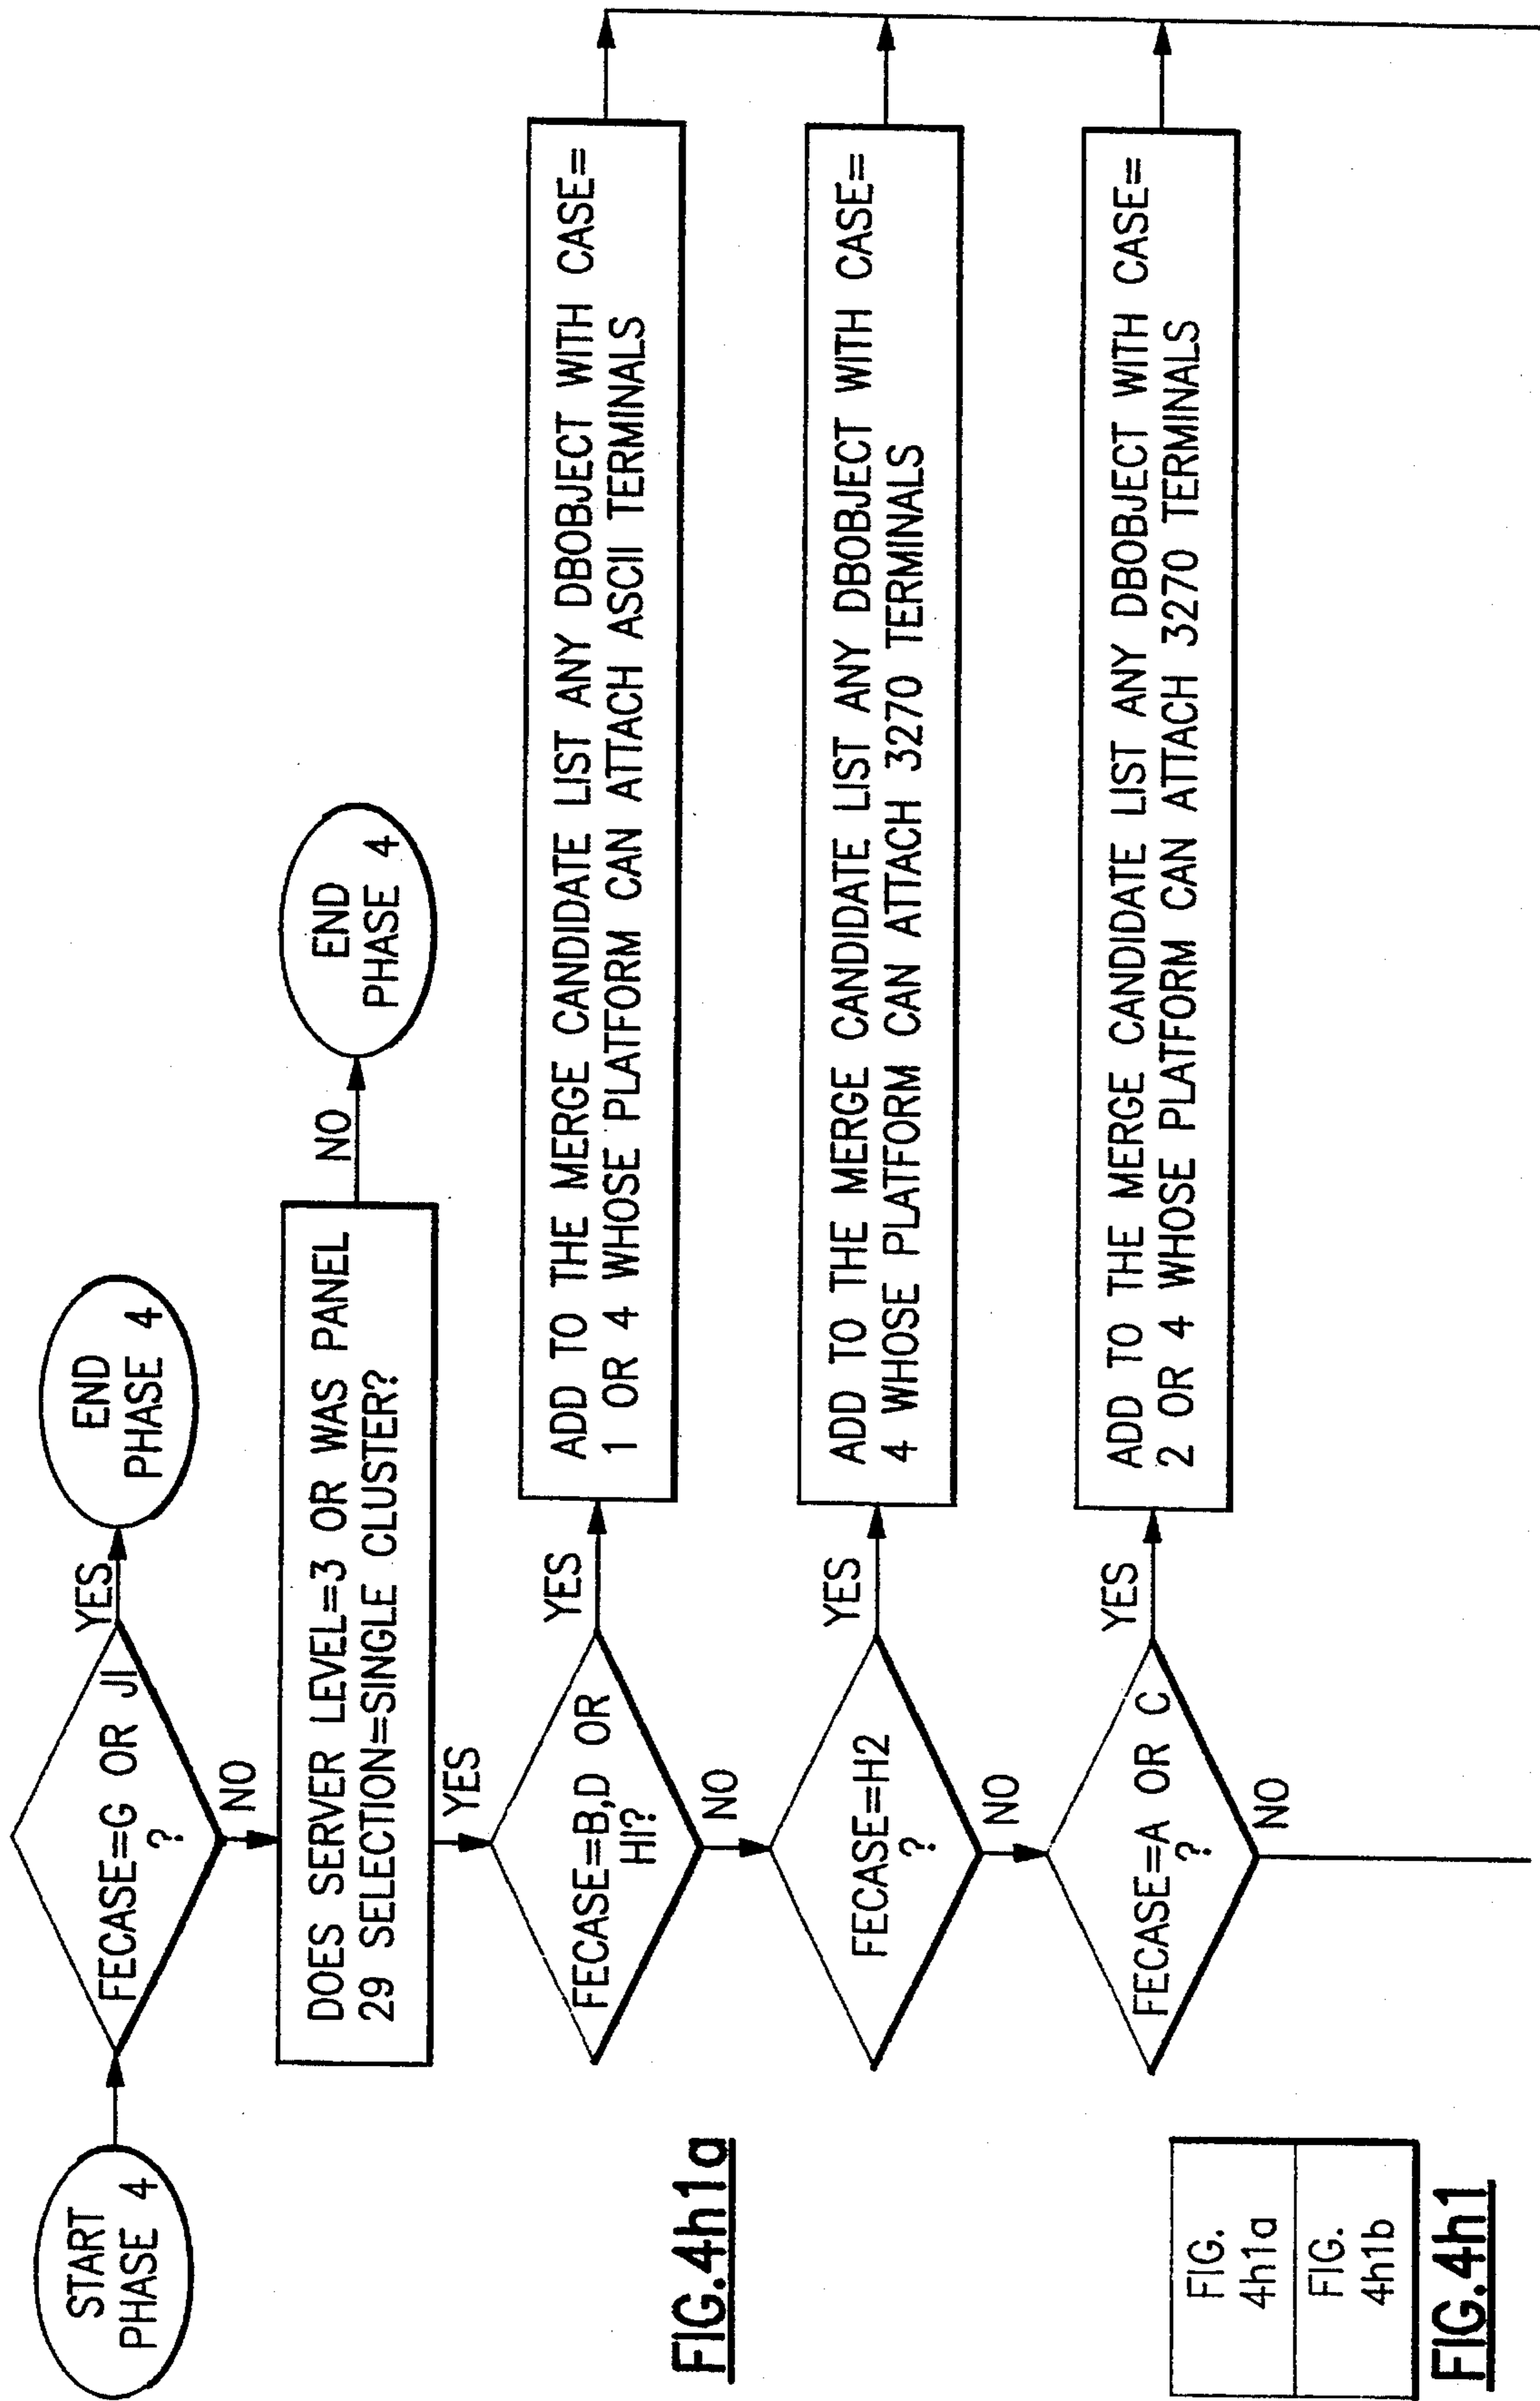 START
PHASE 4
FECASE=G OR J1
?
YES
END
PHASE 4
NO
DOES SERVER LEVEL=3 OR WAS PANEL
29 SELECTION=SINGLE CLUSTER?
NO
END
PHASE 4
YES
FECASE=B,D OR
H1?
YES
ADD TO THE MERGE CANDIDATE LIST ANY DBOBJECT WITH CASE=
1 OR 4 WHOSE PLATFORM CAN ATTACH ASCII TERMINALS
NO
FECASE=H2
?
YES
ADD TO THE MERGE CANDIDATE LIST ANY DBOBJECT WITH CASE=
4 WHOSE PLATFORM CAN ATTACH 3270 TERMINALS
NO
FECASE=A OR C
?
YES
ADD TO THE MERGE CANDIDATE LIST ANY DBOBJECT WITH CASE=
2 OR 4 WHOSE PLATFORM CAN ATTACH 3270 TERMINALS
NO
FIG.4h1a
FIG.
4h1a
FIG.
4h1b
FIG.4h1